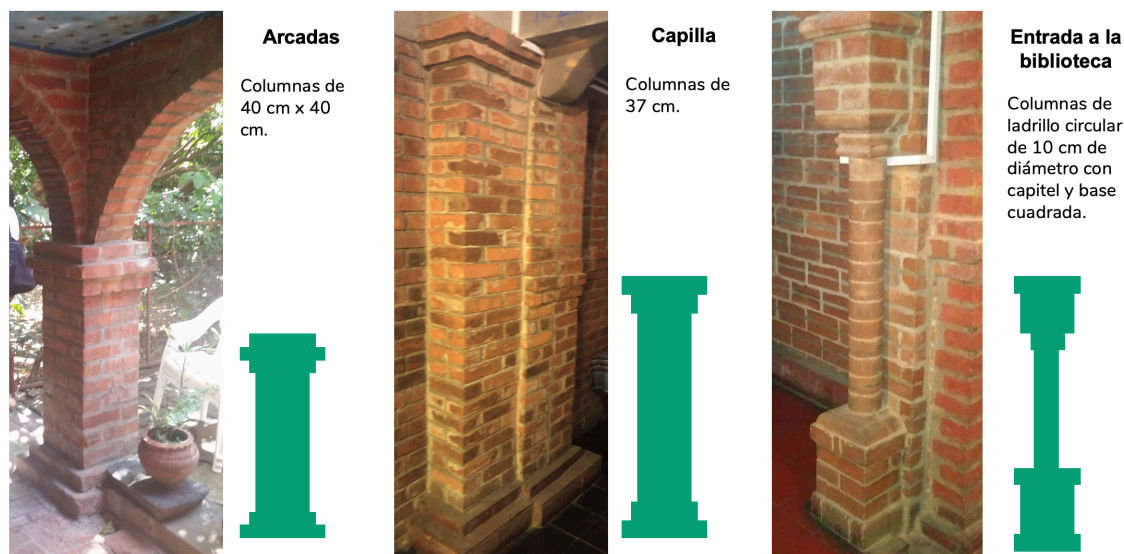 Arcadas
Columnas de
40 cm x 40
cm.
Capilla
Columnas de
37 cm.
Entrada a la
biblioteca
Columnas de
ladrillo circular
de 10 cm de
diámetro con
capitel y base
cuadrada.